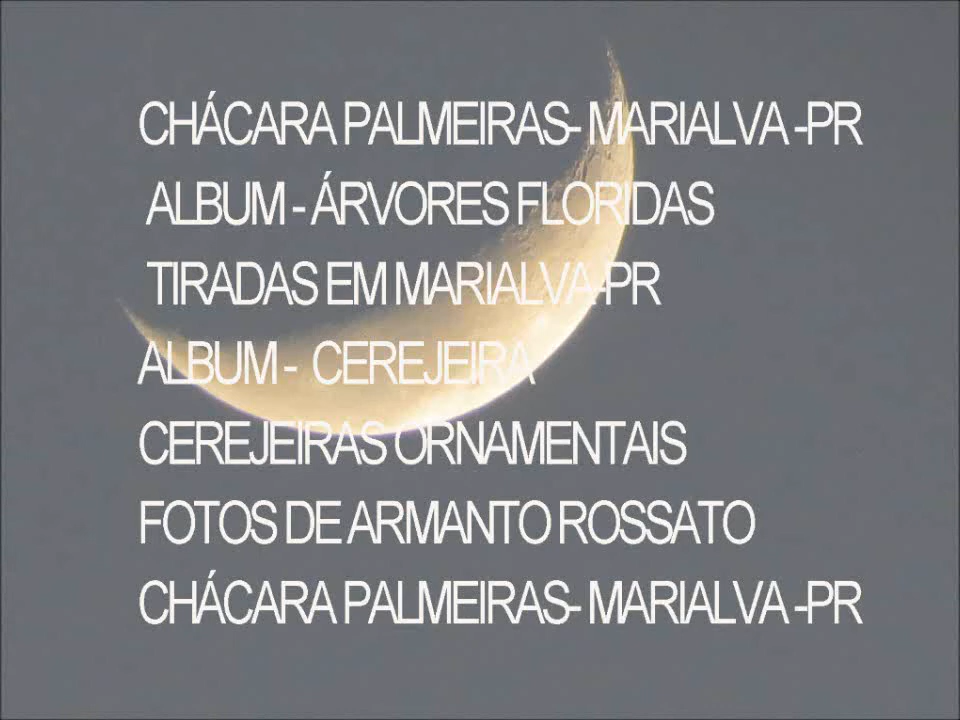 CHÁCARA PALMEIRAS- MARIALVA -PR
ALBUM - ÁRVORES FLORIDAS
TIRADAS EM MARIALVA-PR
ALBUM - CEREJEIRA
CEREJEIRAS ORNAMENTAIS
FOTOS DE ARMANTO ROSSATO
CHÁCARA PALMEIRAS- MARIALVA -PR